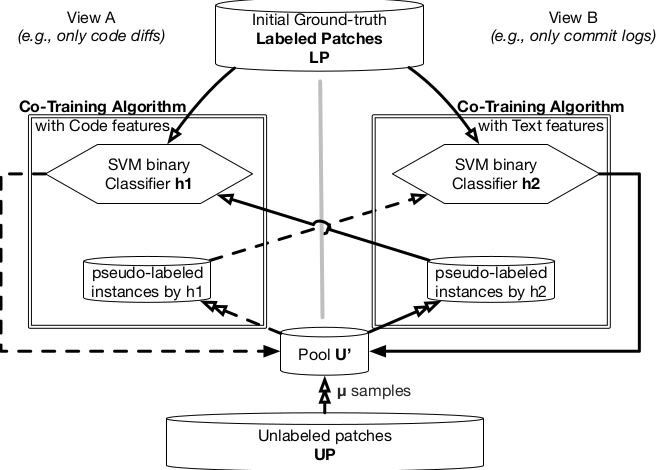 View A
(e.g., only code diffs)
Initial Ground-truth
Labeled Patches
LP
View B
(e.g., only commit logs)
Co-Training Algorithm
with Code features
Co-Training Algorithm
with Text features
SVM binary
Classifier h1
SVM binary
Classifier h2
pseudo-labeled
instances by h1
pseudo-labeled
instances by h2
Pool U’
μ samples
Unlabeled patches
UP